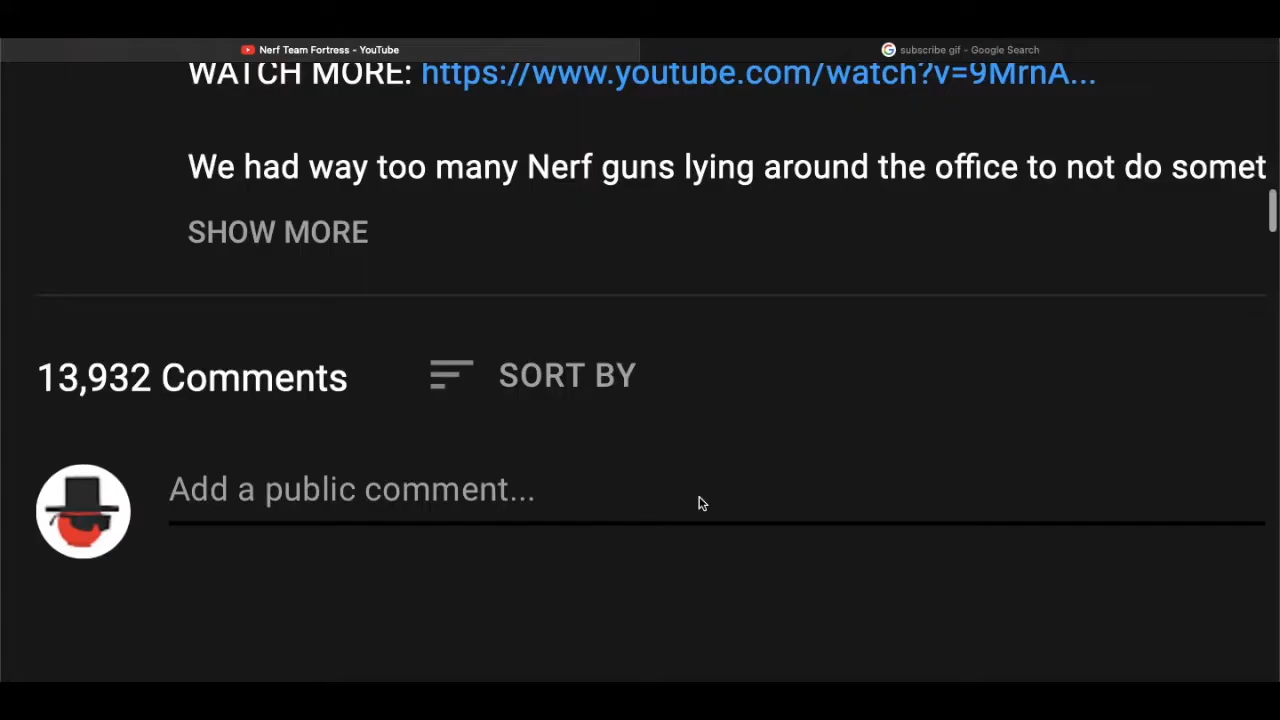 Nerf Team Fortress - YouTube
subscribe gif - Google Search
WATCH MORE: https://www.youtube.com/watch?v=9MrnA...
We had way too many Nerf guns lying around the office to not do somet
SHOW MORE
13,932 Comments
SORT BY
Add a public comment...